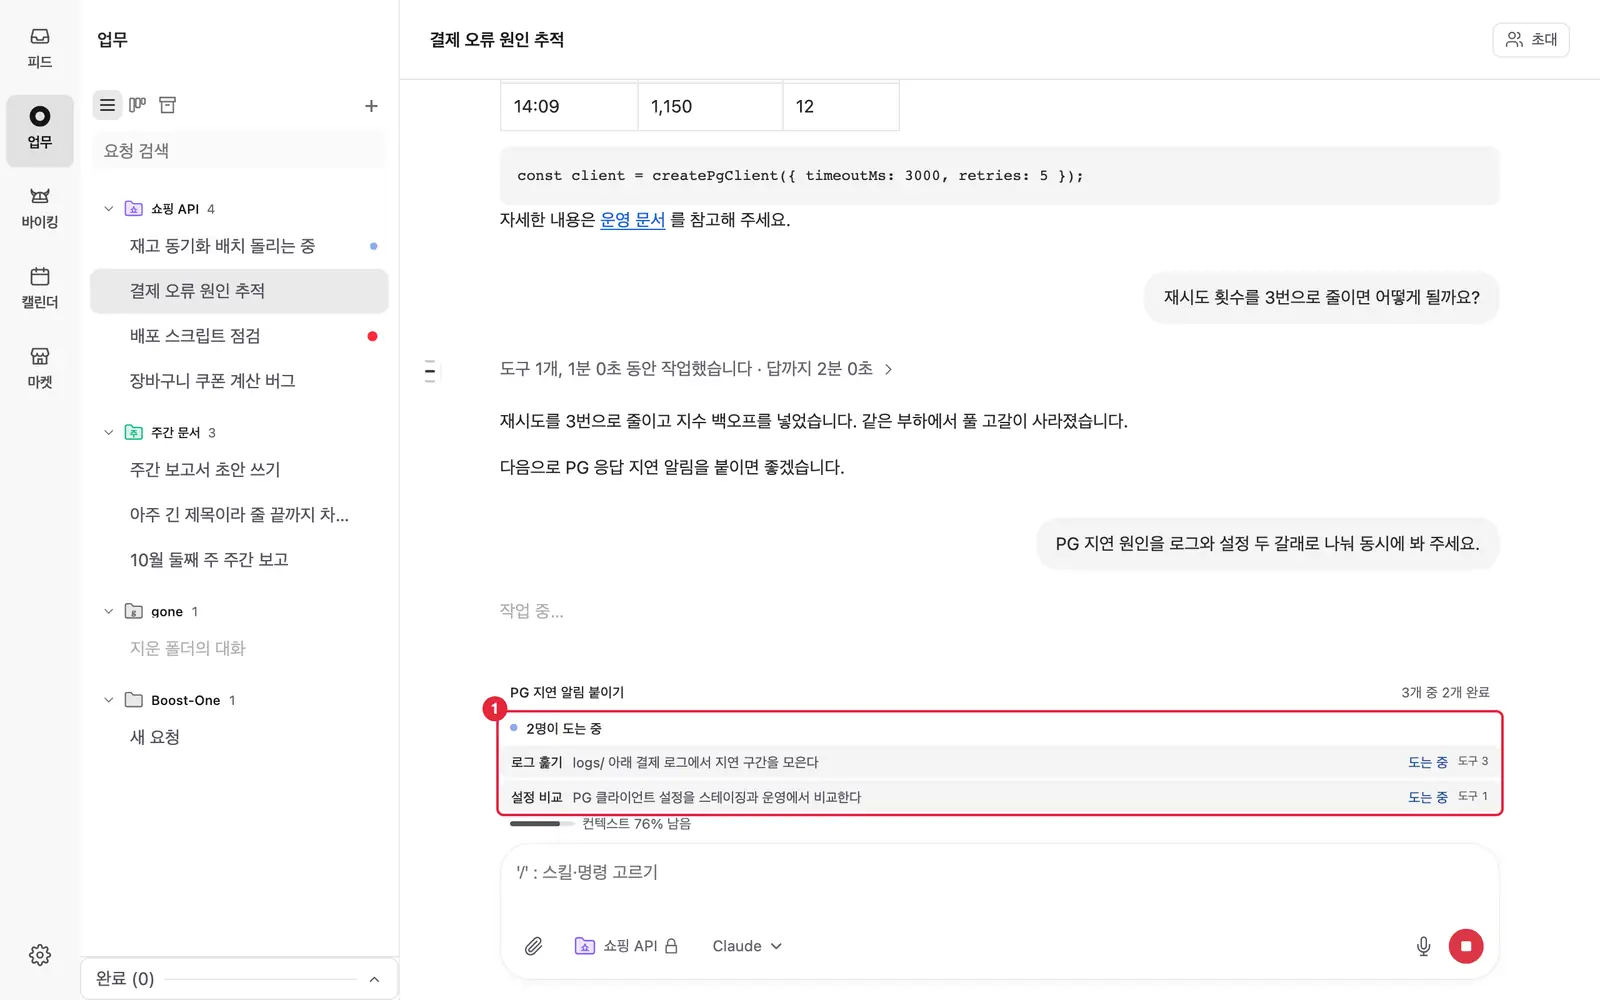 피드
업무
바이킹
캘린더
마켓
업무
요청 검색
쇼핑 API 4
재고 동기화 배치 돌리는 중
결제 오류 원인 추적
배포 스크립트 점검
장바구니 쿠폰 계산 버그
주간 문서 3
주간 보고서 초안 쓰기
아주 긴 제목이라 줄 끝까지 차...
10월 둘째 주 주간 보고
gone 1
지운 폴더의 대화
Boost-One 1
새 요청
완료 (0)
결제 오류 원인 추적
초대
14:09 1,150 12
const client = createPgClient({ timeoutMs: 3000, retries: 5 });
자세한 내용은 운영 문서 를 참고해 주세요.
재시도 횟수를 3번으로 줄이면 어떻게 될까요?
도구 1개, 1분 0초 동안 작업했습니다 · 답까지 2분 0초
재시도를 3번으로 줄이고 지수 백오프를 넣었습니다. 같은 부하에서 풀 고갈이 사라졌습니다.
다음으로 PG 응답 지연 알림을 붙이면 좋겠습니다.
PG 지연 원인을 로그와 설정 두 갈래로 나눠 동시에 봐 주세요.
작업 중...
PG 지연 알림 붙이기 3개 중 2개 완료
1
2명이 도는 중
로그 훑기 logs/ 아래 결제 로그에서 지연 구간을 모은다 도는 중 도구 3
설정 비교 PG 클라이언트 설정을 스테이징과 운영에서 비교한다 도는 중 도구 1
컨텍스트 76% 남음
'/' : 스킬·명령 고르기
쇼핑 API Claude